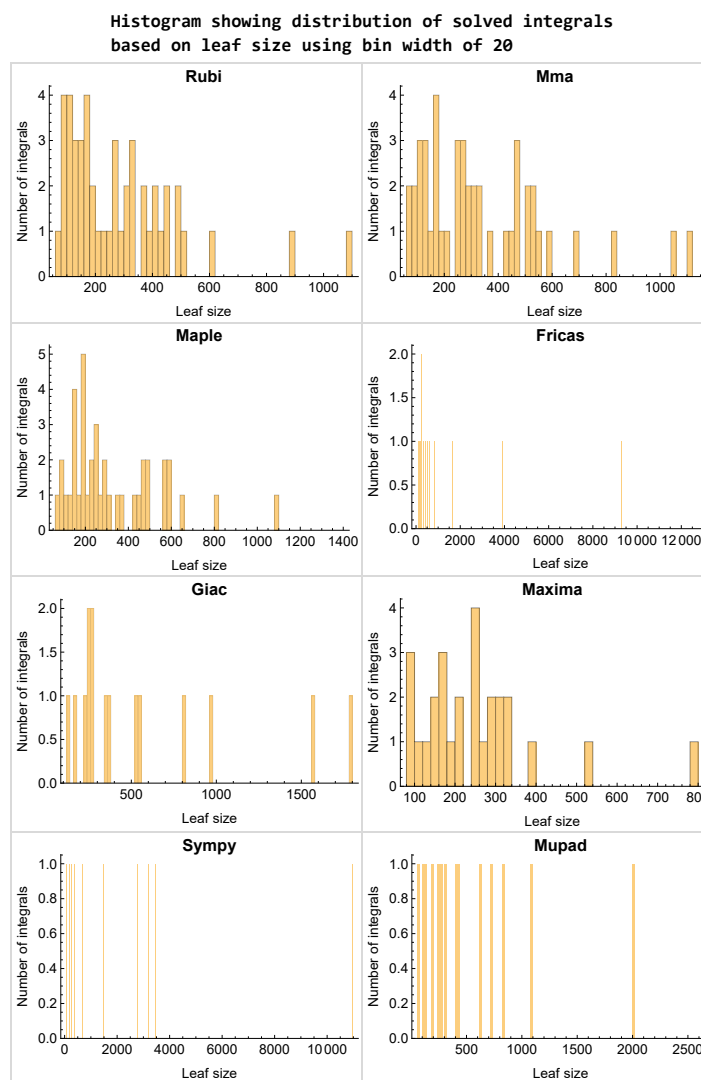 Histogram showing distribution of solved integrals
based on leaf size using bin width of 20
Rubi
Number of integrals
4
3
2
1
0
200 400 600 800 1000
Leaf size
Mma
Number of integrals
4
3
2
1
0
200 400 600 800 1000
Leaf size
Maple
Number of integrals
5
4
3
2
1
0
200 400 600 800 1000 1200 1400
Leaf size
Fricas
Number of integrals
2.0
1.5
1.0
0.5
0.0
0 2000 4000 6000 8000 10 000 12 000
Leaf size
Giac
Number of integrals
2.0
1.5
1.0
0.5
0.0
500 1000 1500
Leaf size
Maxima
Number of integrals
4
3
2
1
0
100 200 300 400 500 600 700 800
Leaf size
Sympy
Number of integrals
1.0
0.8
0.6
0.4
0.2
0.0
0 2000 4000 6000 8000 10 000
Leaf size
Mupad
Number of integrals
1.0
0.8
0.6
0.4
0.2
0.0
500 1000 1500 2000 2500
Leaf size